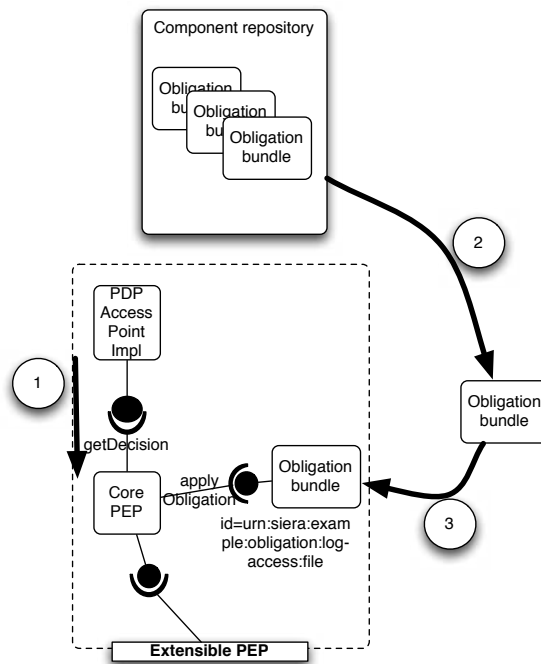 Component repository
Obligation
bu
Obligation
bu
Obligation
bundle
2
PDP
Access
Point
Impl
1
Obligation
bundle
getDecision
apply
Obligation
Obligation
bundle
Core
PEP
3
id=urn:siera:exam
ple:obligation:log-
access:file
Extensible PEP